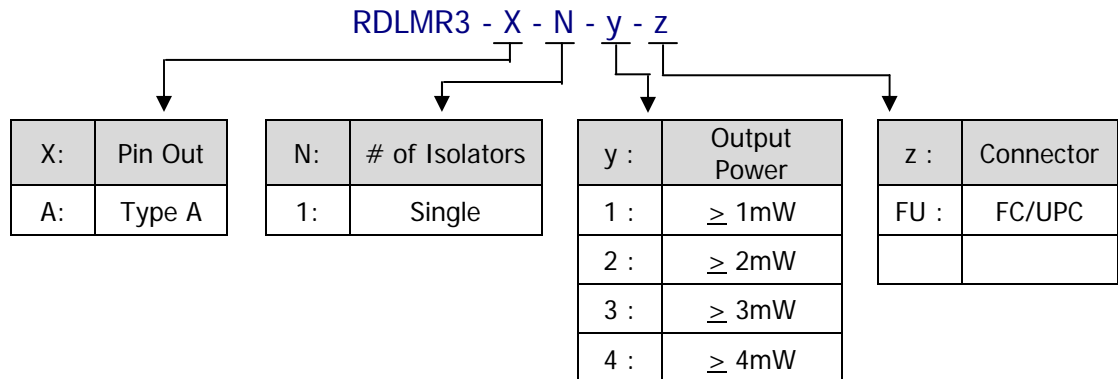 RDLMR3 - X - N - y - z
X: Pin Out
A: Type A
N: # of Isolators
1: Single
y : Output Power
1 : ≥ 1mW
2 : ≥ 2mW
3 : ≥ 3mW
4 : ≥ 4mW
z : Connector
FU : FC/UPC